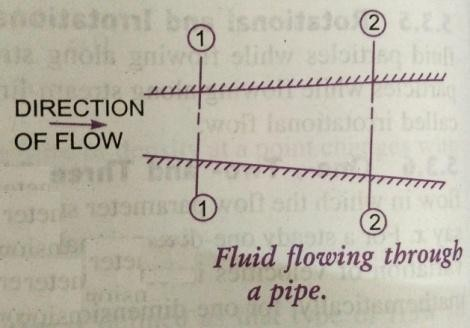 1
2
DIRECTION
OF FLOW
1
2
Fluid flowing through
a pipe.